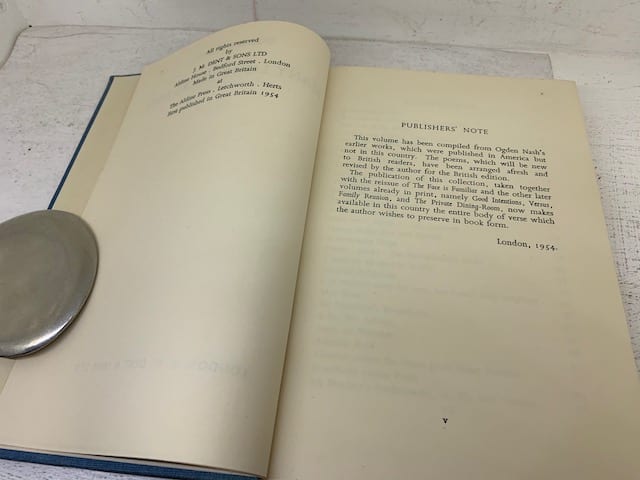 All rights reserved
by
J. M. DENT & SONS LTD
Aldine House · Bedford Street · London
Made in Great Britain
at
The Aldine Press · Letchworth · Herts
First published in Great Britain 1954
PUBLISHERS' NOTE
This volume has been compiled from Ogden Nash's
earlier works, which were published in America but
not in this country. The poems, which will be new
to British readers, have been arranged afresh and
revised by the author for the British edition.
The publication of this collection, taken together
with the reissue of The Face is Familiar and the other later
volumes already in print, namely Good Intentions, Versus,
Family Reunion, and The Private Dining-Room, now makes
available in this country the entire body of verse which
the author wishes to preserve in book form.
London, 1954.
v